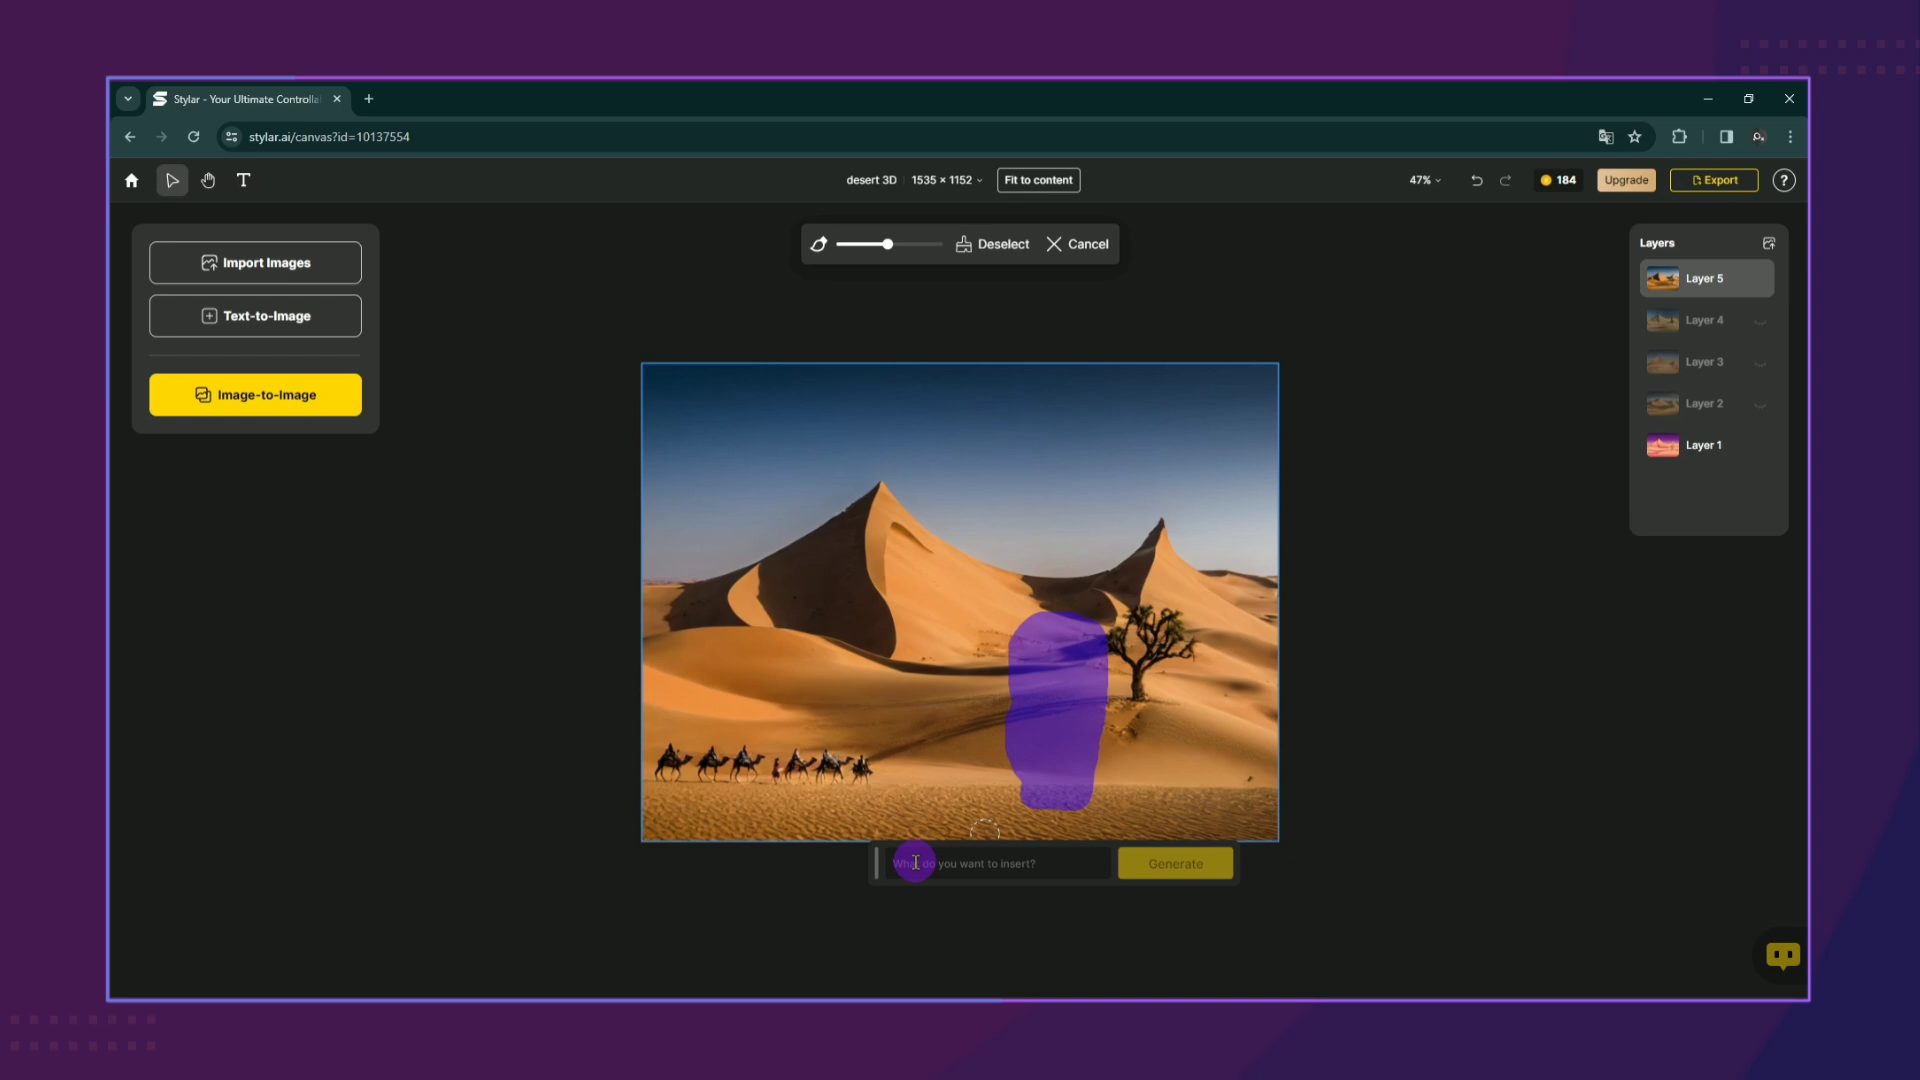 Stylar - Your Ultimate Controlla
stylar.ai/canvas?id=10137554
T
desert 3D
1535 × 1152
Fit to content
47%
184
Upgrade
Export
?
Import Images
Text-to-Image
Image-to-Image
Deselect
Cancel
Layers
Layer 5
Layer 4
Layer 3
Layer 2
Layer 1
What do you want to insert?
Generate